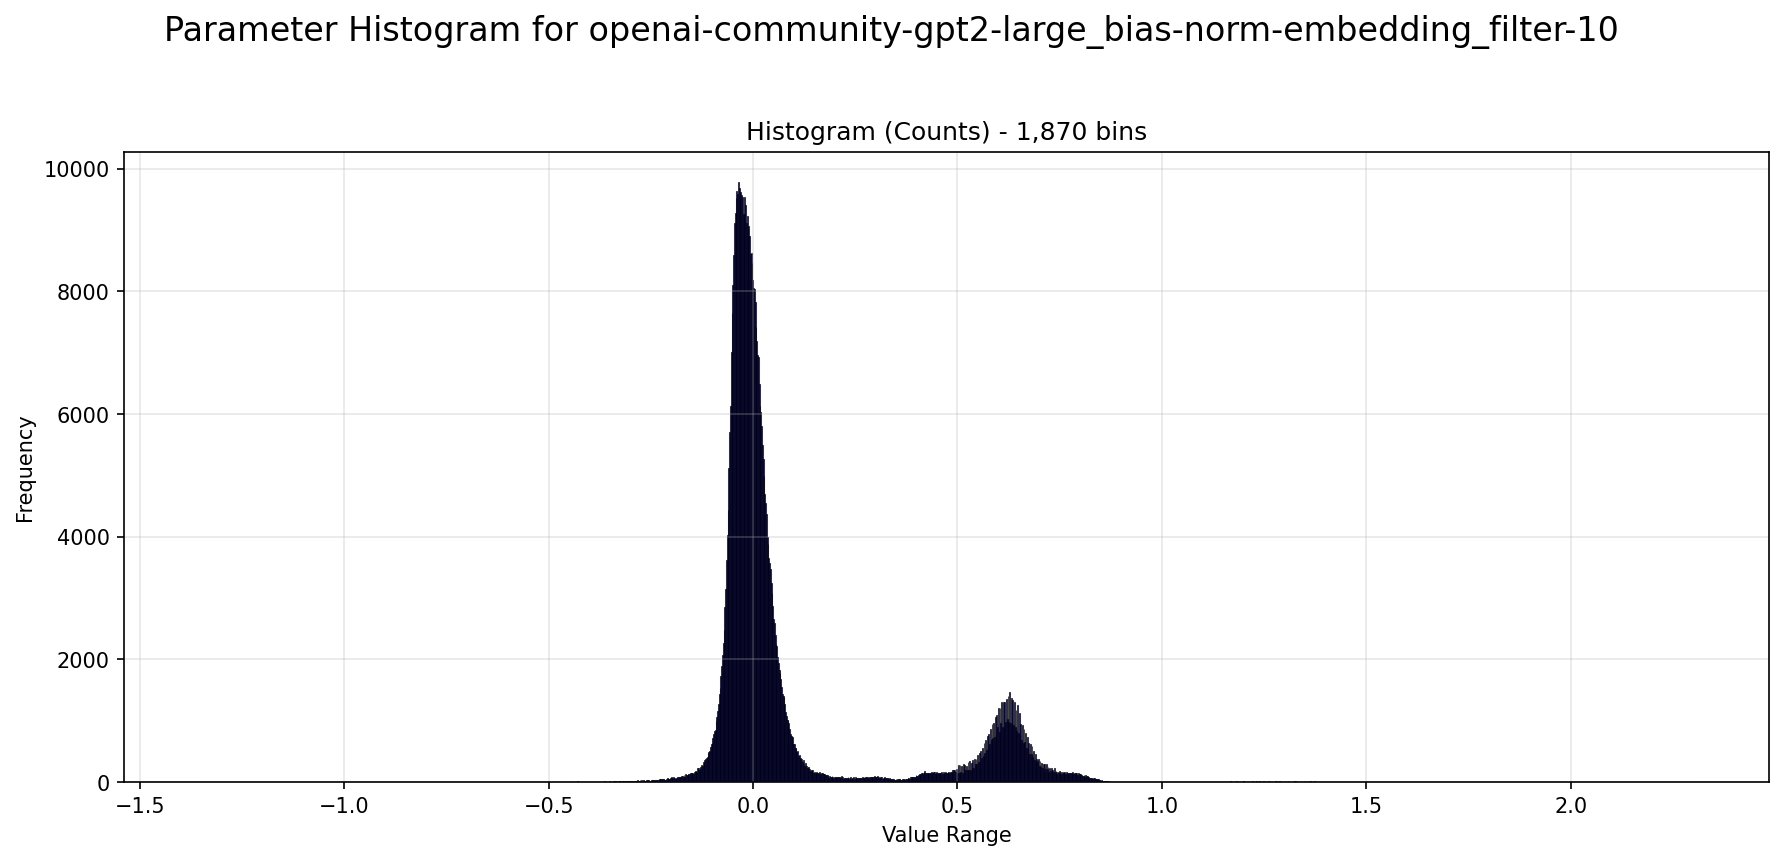 Parameter Histogram for openai-community-gpt2-large_bias-norm-embedding_filter-10
Histogram (Counts) - 1,870 bins
10000
8000
6000
4000
2000
0
Frequency
−1.5 −1.0 −0.5 0.0 0.5 1.0 1.5 2.0
Value Range